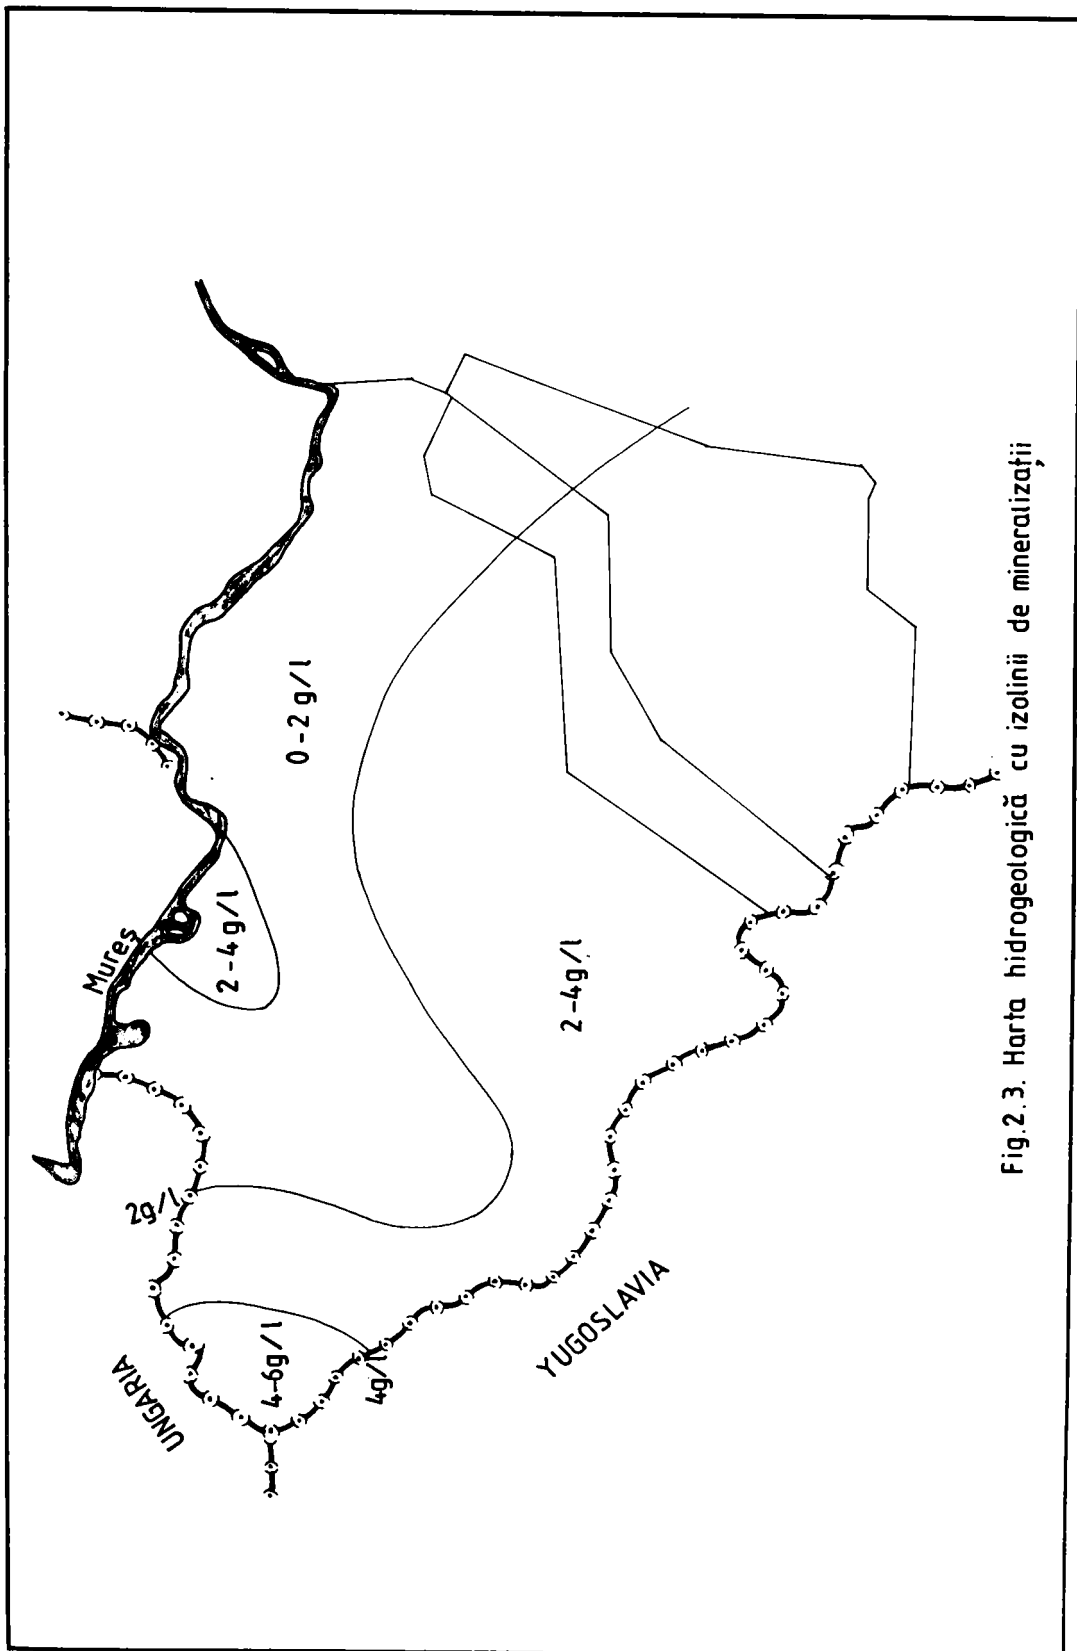 Mureș
0-2 g/l
2-4 g/l
2g/l
UNGARIA
4-6g/l
4g/l
2-4g/l
YUGOSLAVIA
Fig.2.3. Harta hidrogeologică cu izolinii de mineralizații